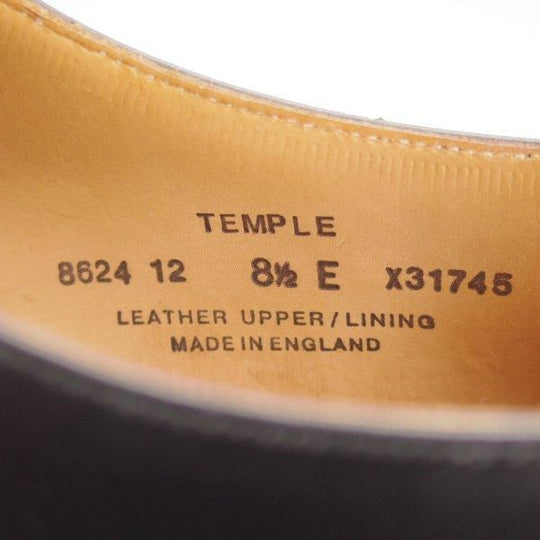 TEMPLE
8624 12 8½ E X31745
LEATHER UPPER/LINING
MADE IN ENGLAND